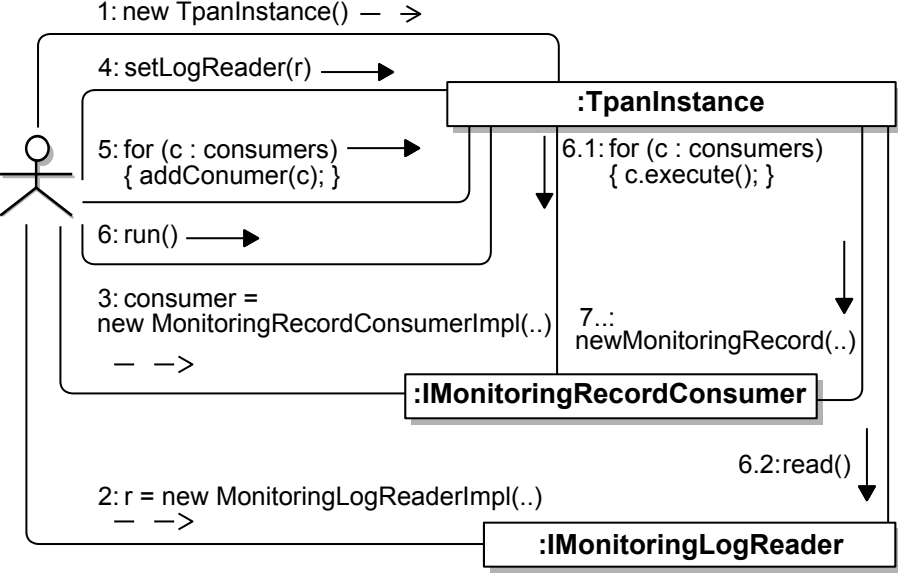 1: new TpanInstance()
4: setLogReader(r)
:TpanInstance
5: for (c : consumers)
{ addConumer(c); }
6.1: for (c : consumers)
{ c.execute(); }
6: run()
3: consumer =
new MonitoringRecordConsumerImpl(..)
7..:
newMonitoringRecord(..)
:IMonitoringRecordConsumer
6.2:read()
2: r = new MonitoringLogReaderImpl(..)
:IMonitoringLogReader